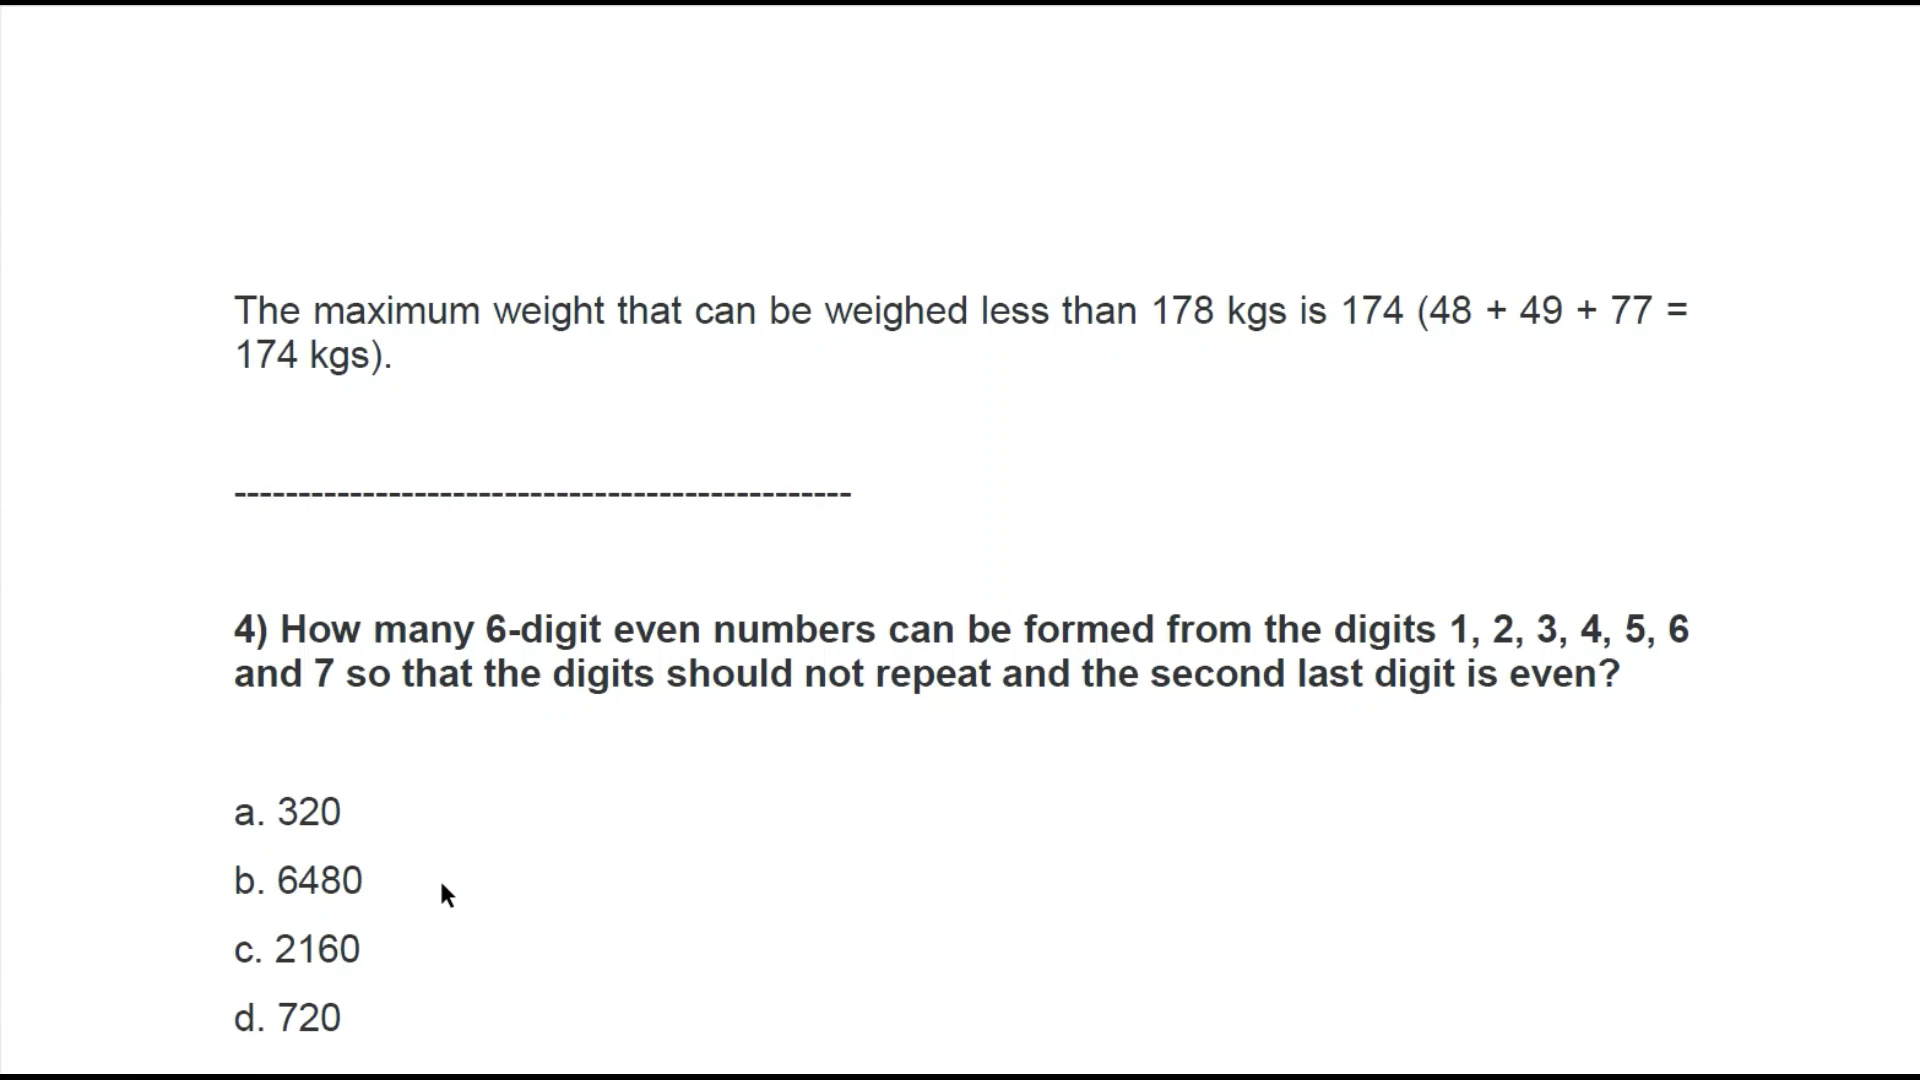 The maximum weight that can be weighed less than 178 kgs is 174 (48 + 49 + 77 =
174 kgs).
------------------------------------------------
4) How many 6-digit even numbers can be formed from the digits 1, 2, 3, 4, 5, 6
and 7 so that the digits should not repeat and the second last digit is even?
a. 320
b. 6480
c. 2160
d. 720